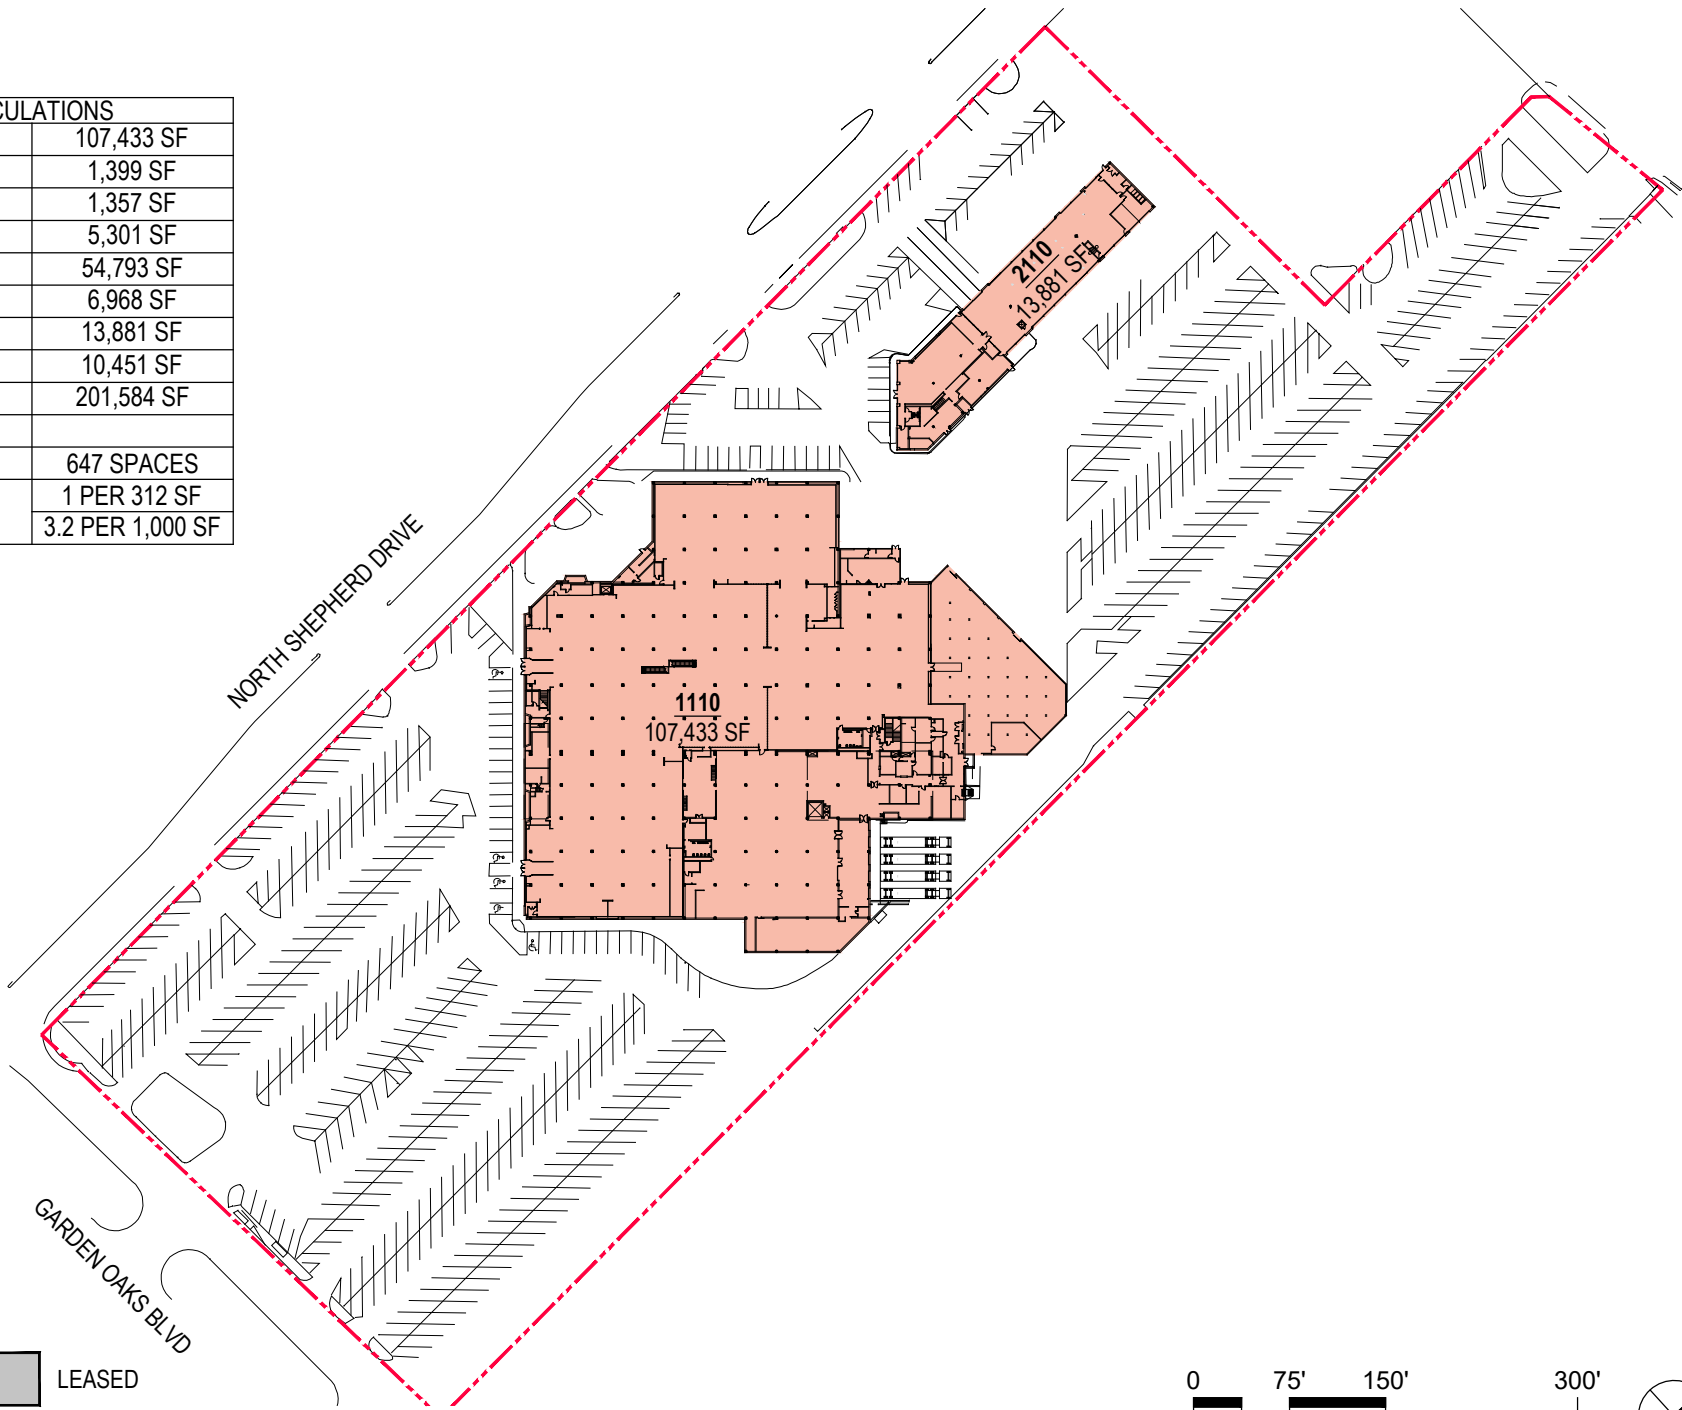 CULATIONS
107,433 SF
1,399 SF
1,357 SF
5,301 SF
54,793 SF
6,968 SF
13,881 SF
10,451 SF
201,584 SF
647 SPACES
1 PER 312 SF
3.2 PER 1,000 SF
2110
13,881 SF
NORTH SHEPHERD DRIVE
1110
107,433 SF
GARDEN OAKS BLVD
LEASED
0 75' 150' 300'